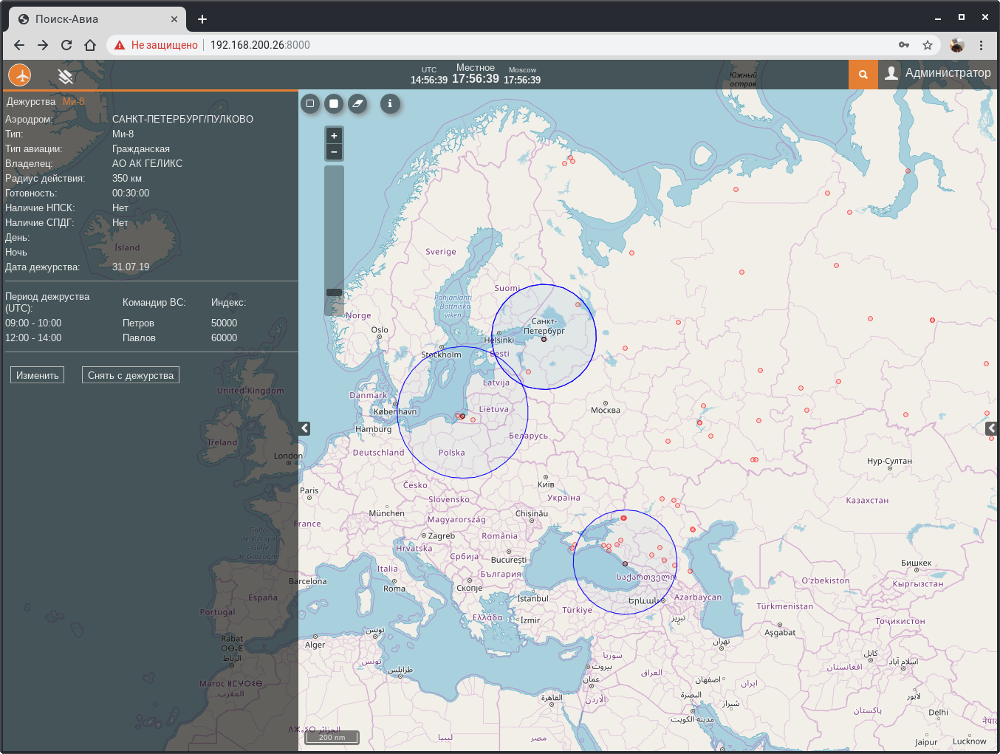 Поиск-Авиа
Не защищено
192.168.200.26:8000
UTC
14:56:39
Местное
17:56:39
Moscow
17:56:39
Администратор
Южный
остров
Дежурства Ми-8
Аэродром: САНКТ-ПЕТЕРБУРГ/ПУЛКОВО
Тип: Ми-8
Тип авиации: Гражданская
Владелец: АО АК ГЕЛИКС
Радиус действия: 350 км
Готовность: 00:30:00
Наличие НПСК: Нет
Наличие СПДГ: Нет
День:
Ночь
Дата дежурства: 31.07.19
Период дежруства
(UTC):
Командир ВС:
Индекс:
09:00 - 10:00 Петров 50000
12:00 - 14:00 Павлов 60000
Изменить
Снять с дежурства
+
−
Ísland
Sverige
Suomi
Pohjanlahti
- Bottniska
viken
Norge
Oslo
Санкт-
Петербург
Helsinki
Eesti
Stockholm
Latvija
United Kingdom
Danmark
København
Lietuva
Москва
Hamburg
Беларусь
Ireland
London
Deutschland
Polska
Нур-Султан
Paris
Česko
Київ
Slovensko
Україна
Казахстан
München
Chișinău
France
Magyarország
Golfo
de Vizcaya
Golfe
de Gascogne
Zagreb
România
Hrvatska
Србија
București
Italia
България
Бишкек
Barcelona
საქართველო
O'zbekiston
Кыргызстан
Roma
Скопје
España
İstanbul
Երևան
Azərbaycan
Portugal
Ελλάδα
İzmir
Türkiye
Türkmenistan
Тоҷикистон
تونس
تبریز
Aşgabat
Rabat
ⵔⴱⴰⵟ
الرباط
Alger
تهران
تونس
سوريا
كابل
اسلام آباد
طرابلس
بيروت
العراق
افغانستان
عمان
اصفهان
ایران
Maroc ⵍⵎⵖⵔⵉⴱ
المغرب
القاهرة
الأردن
البصرة
شیراز
لاہور
پاکستان
مدينة الكويت
Delhi
नेपाल
الجزائر
200 nm
ليبيا
مصر
Jaipur
Lucknow